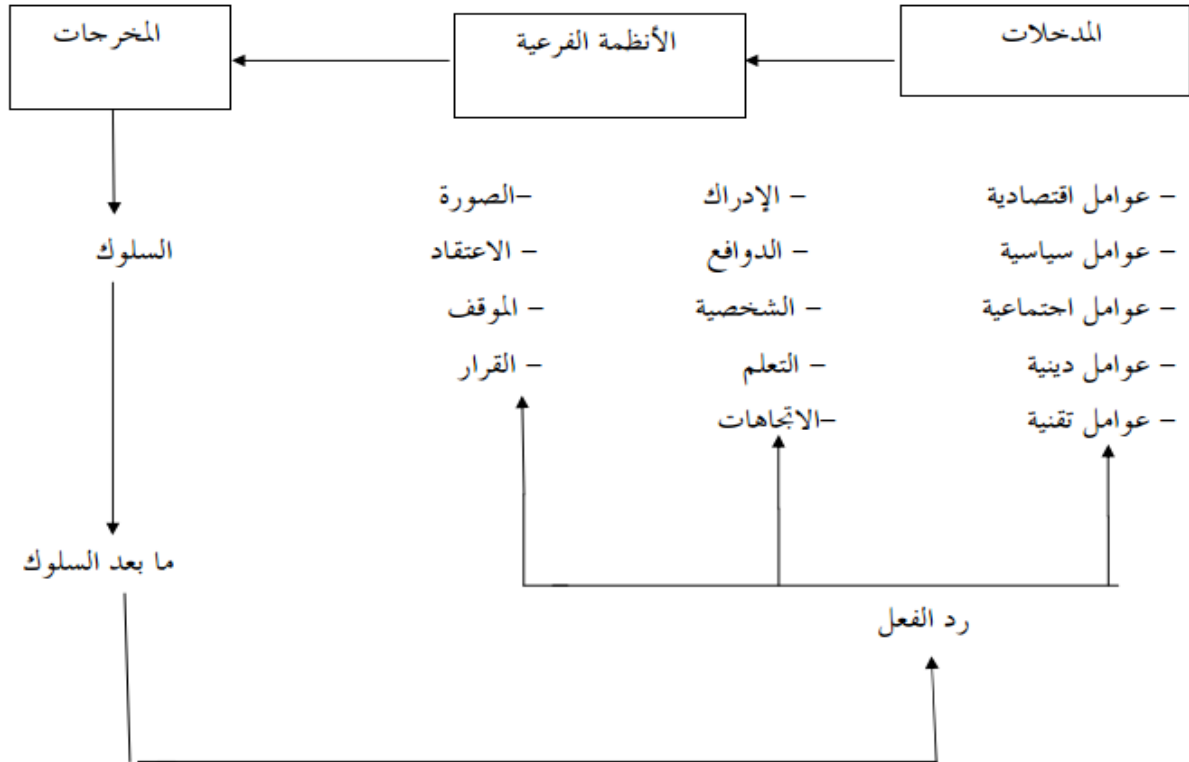 المدخلات
الأنظمة الفرعية
المخرجات
– عوامل اقتصادية
– عوامل سياسية
– عوامل اجتماعية
– عوامل دينية
– عوامل تقنية
– الإدراك
– الدوافع
– الشخصية
– التعلم
–الاتجاهات
–الصورة
– الاعتقاد
– الموقف
– القرار
السلوك
ما بعد السلوك
رد الفعل